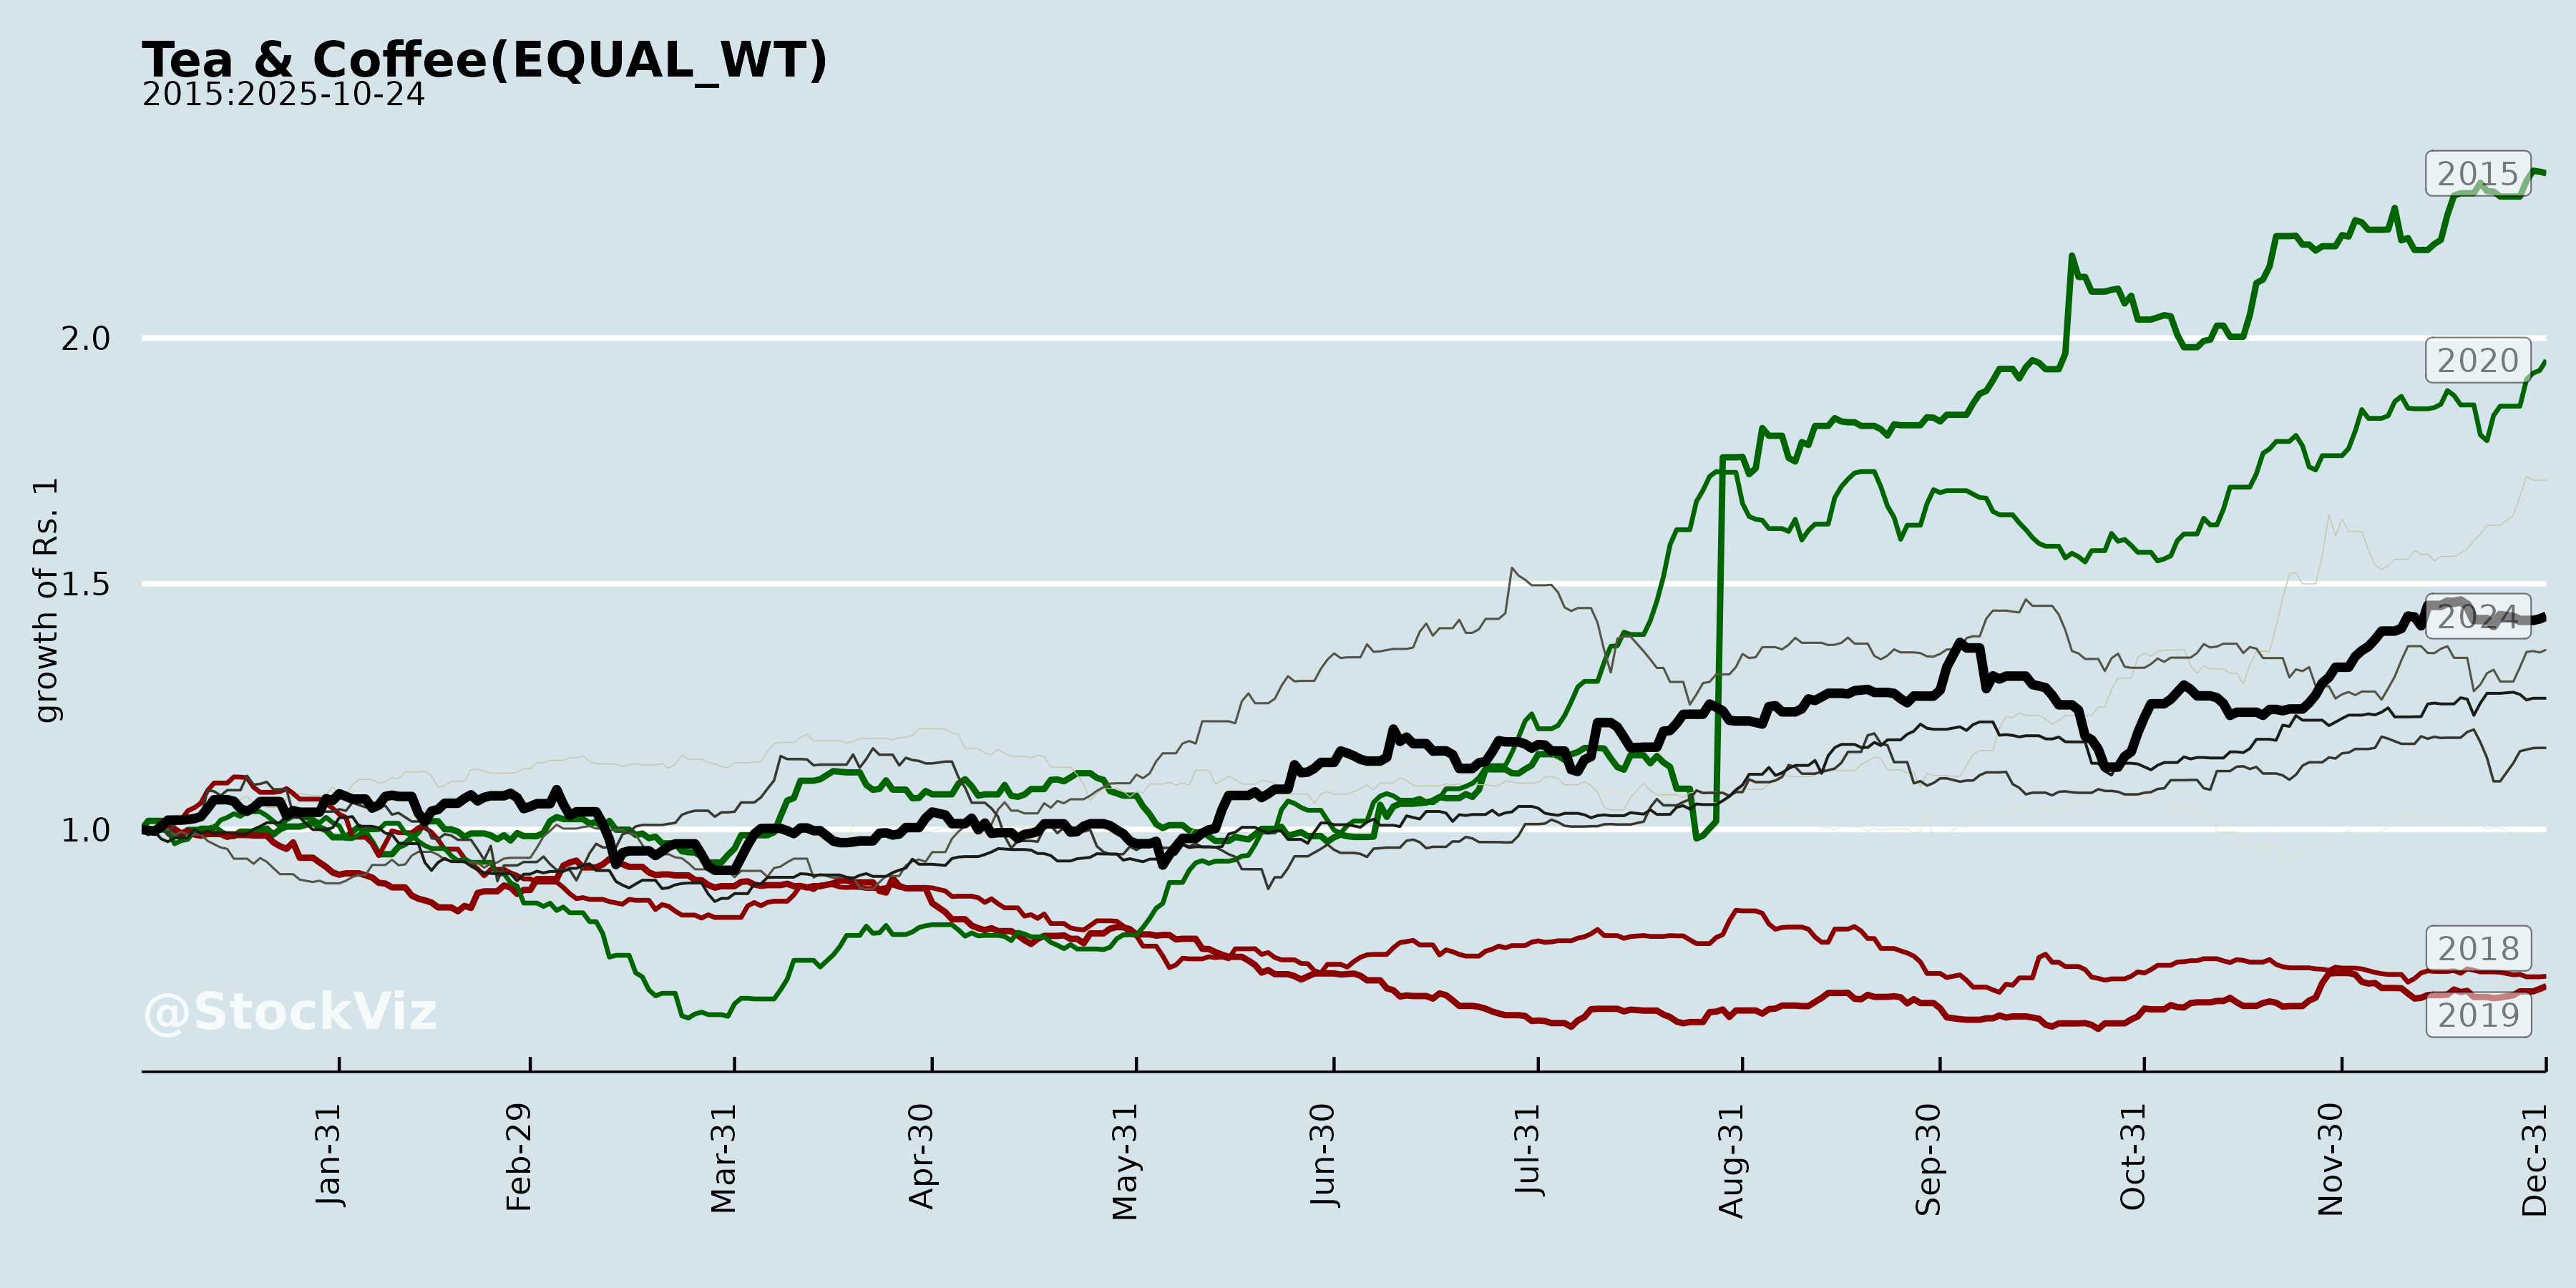 Tea & Coffee(EQUAL_WT)
2015:2025-10-24
growth of Rs. 1
2.0
1.5
1.0
2015
2020
2024
2018
2019
@StockViz
Jan-31
Feb-29
Mar-31
Apr-30
May-31
Jun-30
Jul-31
Aug-31
Sep-30
Oct-31
Nov-30
Dec-31